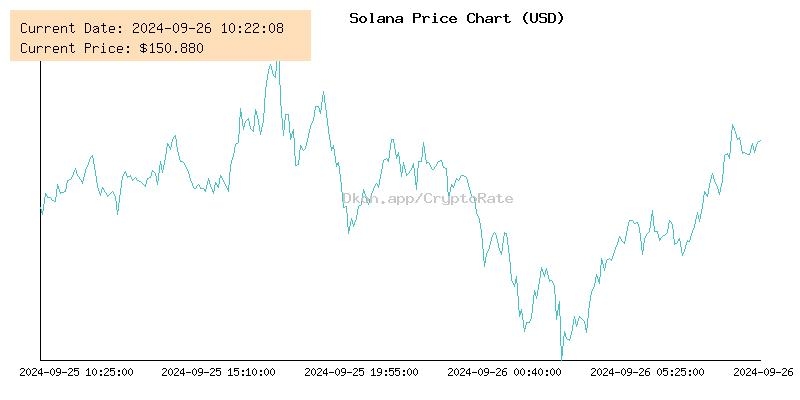 Solana Price Chart (USD)
Current Date: 2024-09-26 10:22:08
Current Price: $150.880
Dkon.app/CryptoRate
2024-09-25 10:25:00
2024-09-25 15:10:00
2024-09-25 19:55:00
2024-09-26 00:40:00
2024-09-26 05:25:00
2024-09-26